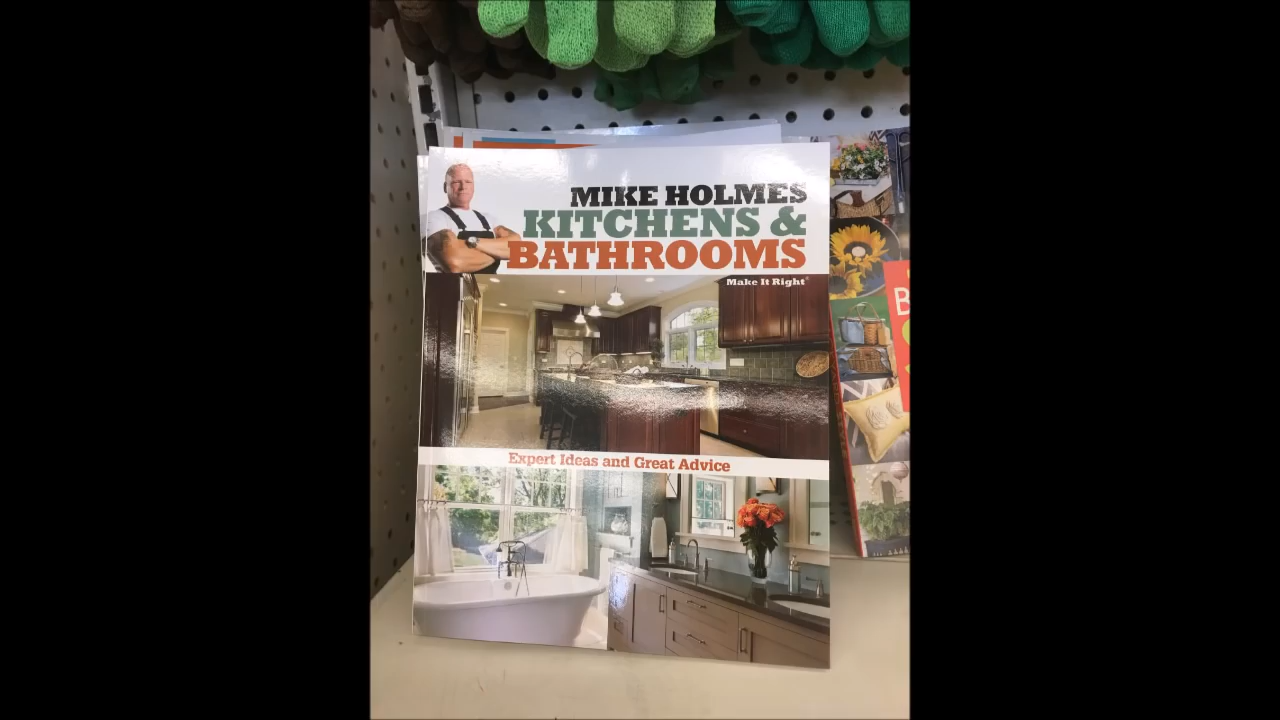 MIKE HOLMES
KITCHENS &
BATHROOMS
Make It Right®
Expert Ideas and Great Advice